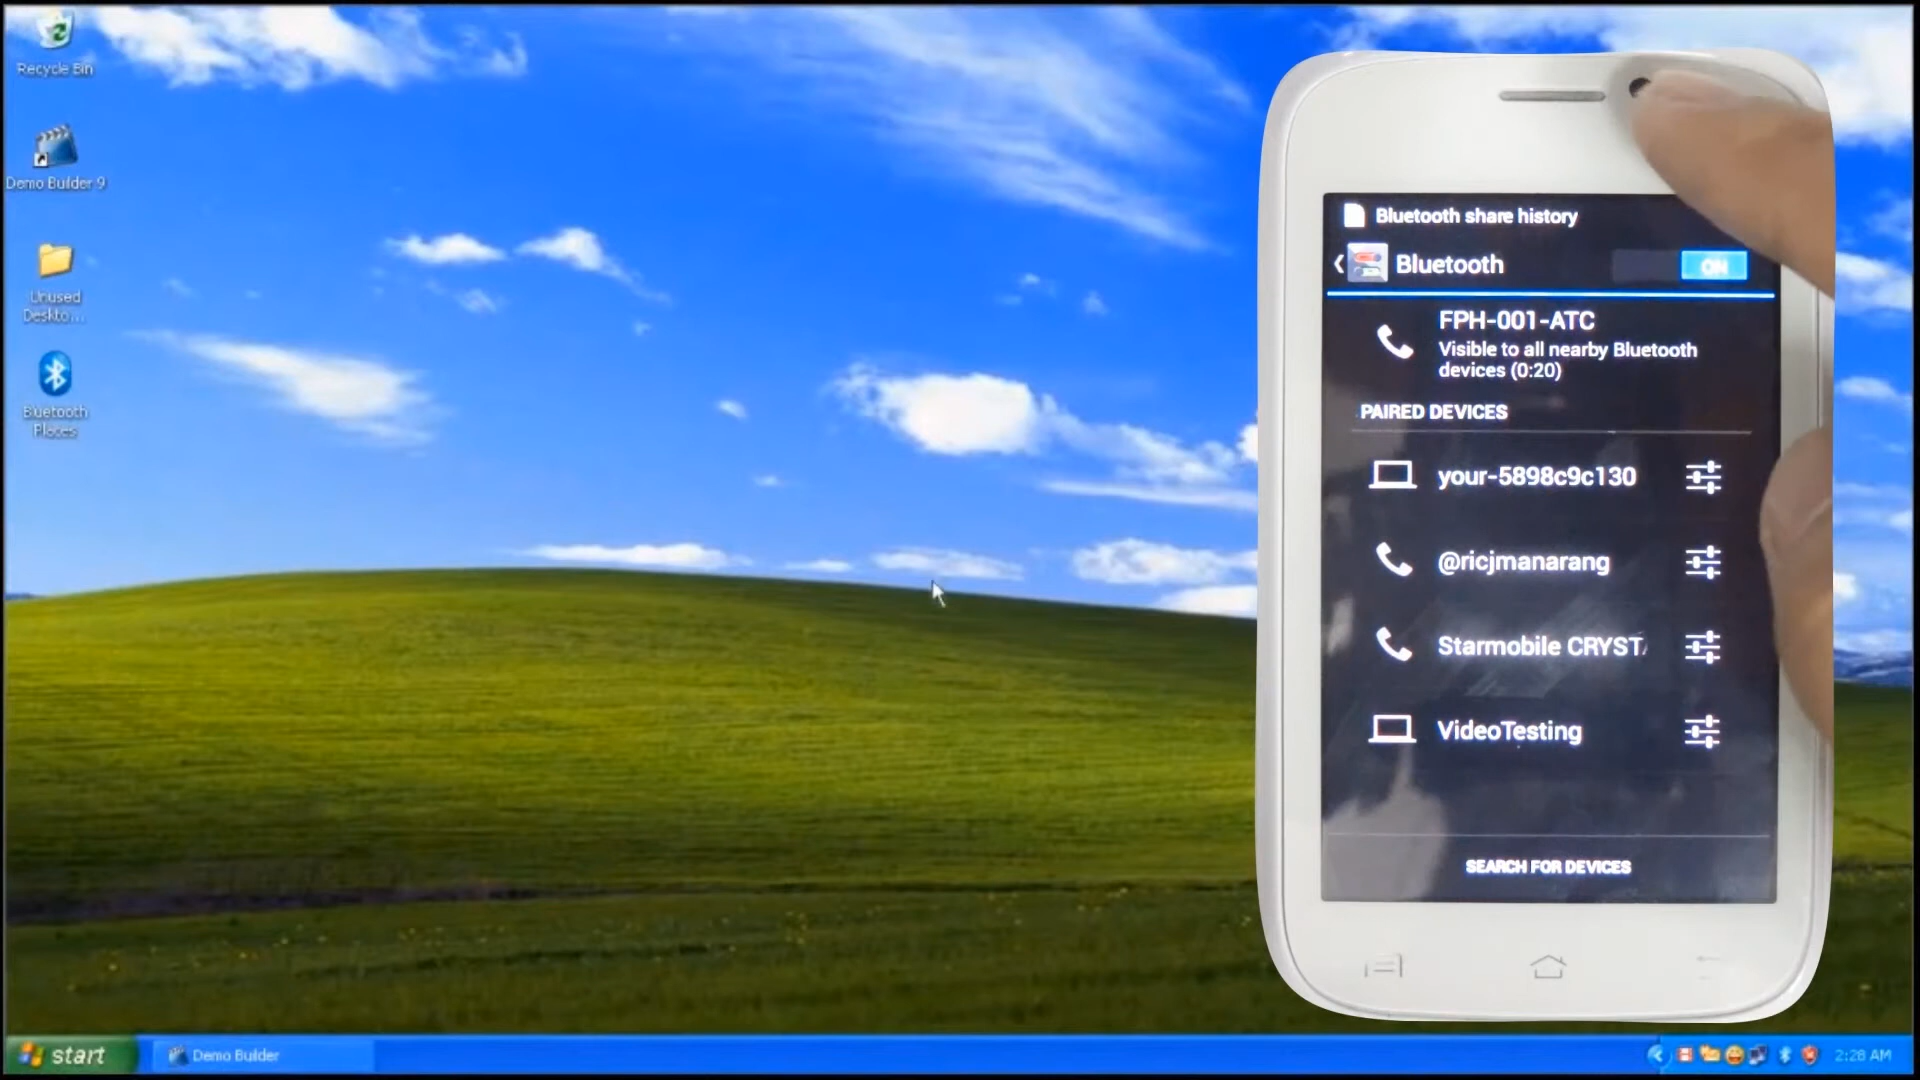 Recycle Bin
Demo Builder 9
Unused
Deskto...
Bluetooth
Places
Bluetooth share history
Bluetooth
ON
FPH-001-ATC
Visible to all nearby Bluetooth
devices (0:20)
PAIRED DEVICES
your-5898c9c130
@ricjmanarang
Starmobile CRYST
VideoTesting
SEARCH FOR DEVICES
start
Demo Builder
2:28 AM